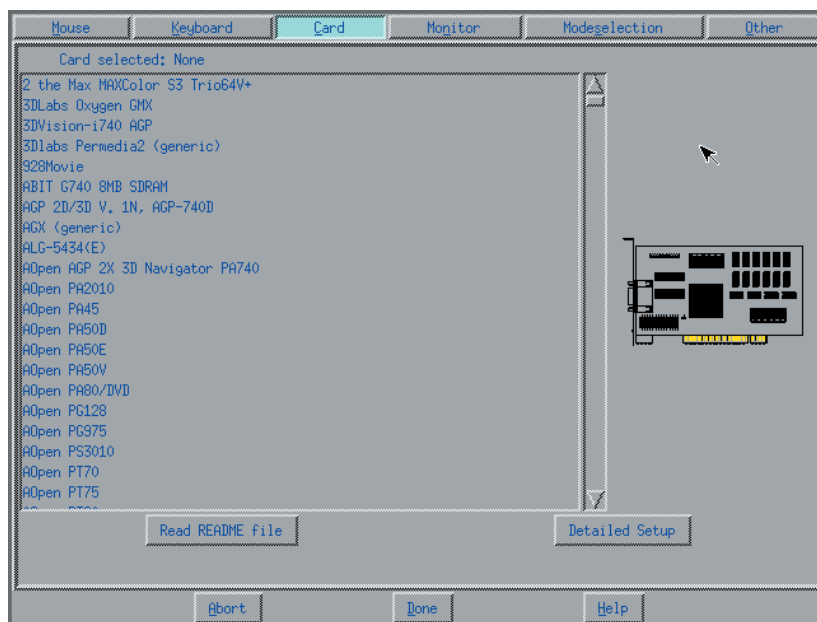 Mouse Keyboard Card Monitor Modeselection Other
Card selected: None
2 the Max MAXColor S3 Trio64V+
3DLabs Oxygen GMX
3DVision-i740 AGP
3Dlabs Permedia2 (generic)
928Movie
ABIT G740 8MB SDRAM
AGP 2D/3D V. 1N, AGP-740D
AGX (generic)
ALG-5434(E)
AOpen AGP 2X 3D Navigator PA740
AOpen PA2010
AOpen PA45
AOpen PA50D
AOpen PA50E
AOpen PA50V
AOpen PA80/DVD
AOpen PG128
AOpen PG975
AOpen PS3010
AOpen PT70
AOpen PT75
Read README file Detailed Setup
Abort Done Help